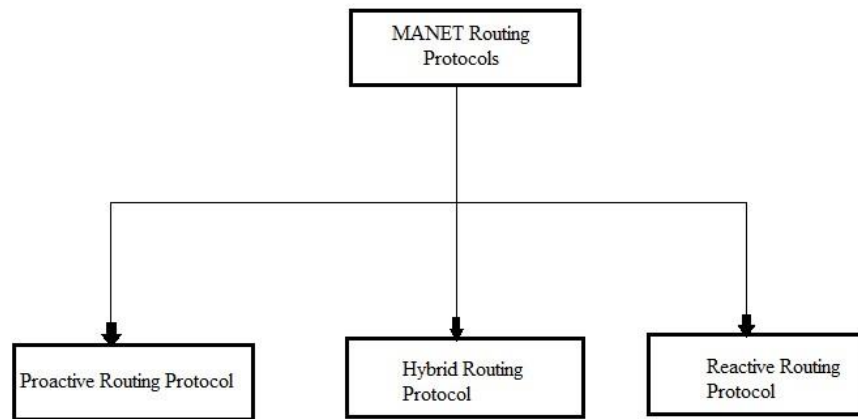 MANET Routing
Protocols
Proactive Routing Protocol
Hybrid Routing
Protocol
Reactive Routing
Protocol